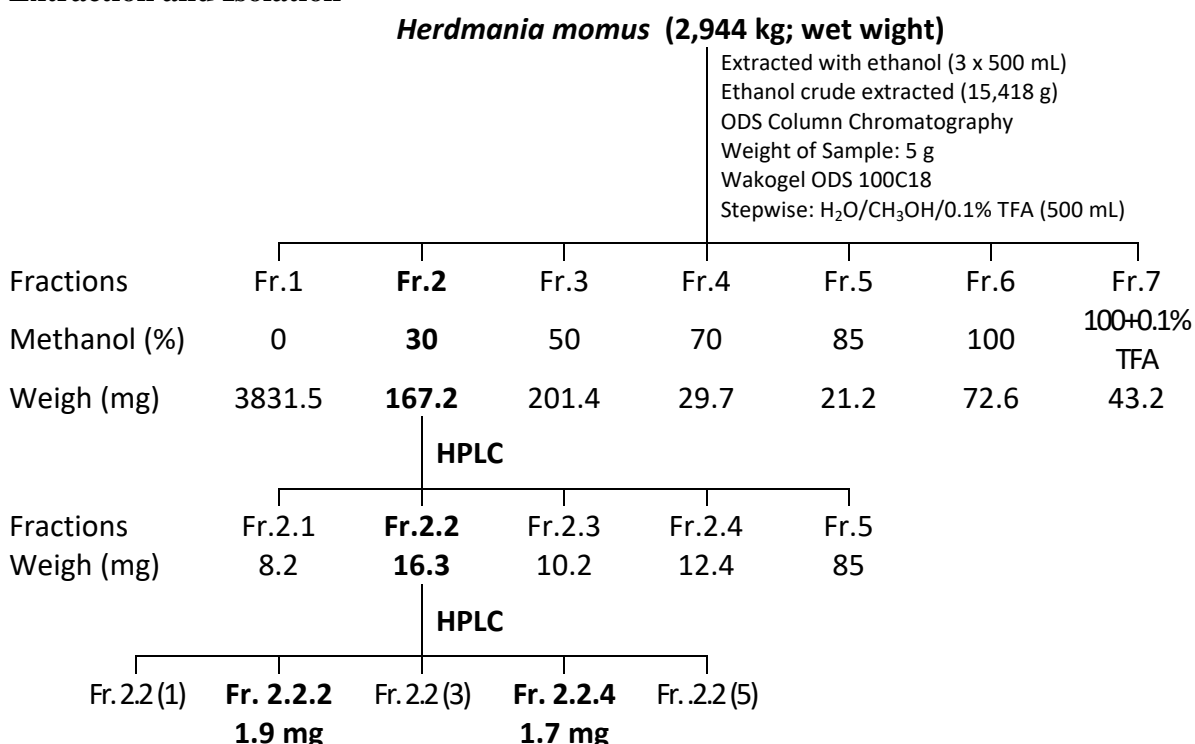 Herdmania momus (2,944 kg; wet wight)
Extracted with ethanol (3 x 500 mL)
Ethanol crude extracted (15,418 g)
ODS Column Chromatography
Weight of Sample: 5 g
Wakogel ODS 100C18
Stepwise: H₂O/CH₃OH/0.1% TFA (500 mL)
Fractions Fr.1 Fr.2 Fr.3 Fr.4 Fr.5 Fr.6 Fr.7
Methanol (%) 0 30 50 70 85 100 100+0.1% TFA
Weigh (mg) 3831.5 167.2 201.4 29.7 21.2 72.6 43.2
HPLC
Fractions Fr.2.1 Fr.2.2 Fr.2.3 Fr.2.4 Fr.5
Weigh (mg) 8.2 16.3 10.2 12.4 85
HPLC
Fr. 2.2 (1) Fr. 2.2.2 Fr. 2.2 (3) Fr. 2.2.4 Fr. .2.2 (5)
1.9 mg 1.7 mg